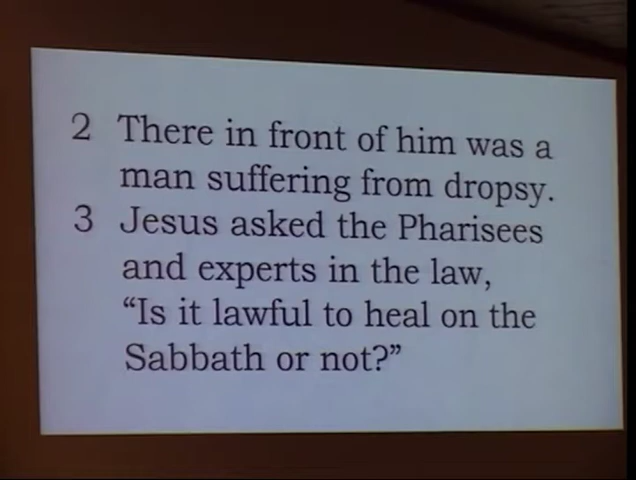 2 There in front of him was a
man suffering from dropsy.
3 Jesus asked the Pharisees
and experts in the law,
“Is it lawful to heal on the
Sabbath or not?”